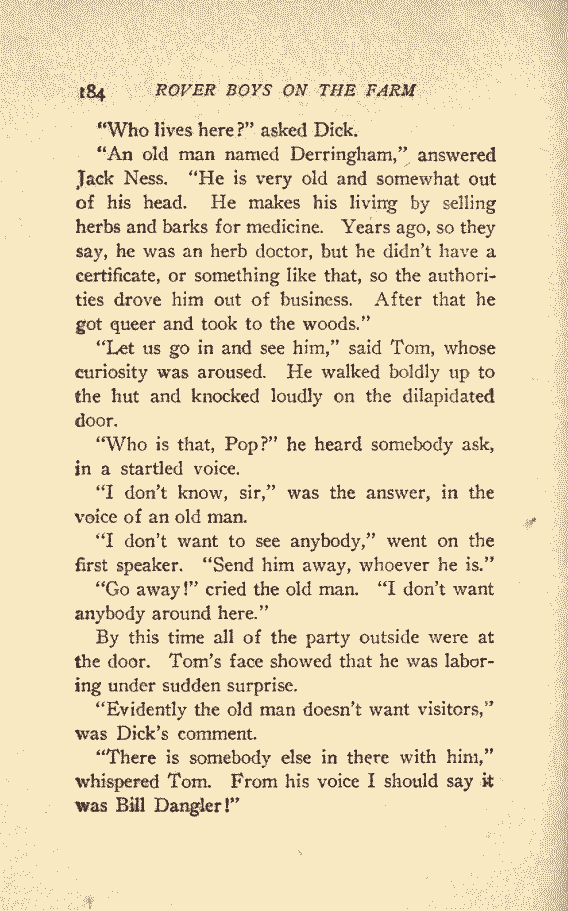 184 ROVER BOYS ON THE FARM
“Who lives here?” asked Dick.
“An old man named Derringham,” answered
Jack Ness. “He is very old and somewhat out
of his head. He makes his living by selling
herbs and barks for medicine. Years ago, so they
say, he was an herb doctor, but he didn’t have a
certificate, or something like that, so the authori-
ties drove him out of business. After that he
got queer and took to the woods.”
“Let us go in and see him,” said Tom, whose
curiosity was aroused. He walked boldly up to
the hut and knocked loudly on the dilapidated
door.
“Who is that, Pop?” he heard somebody ask,
in a startled voice.
“I don’t know, sir,” was the answer, in the
voice of an old man.
“I don’t want to see anybody,” went on the
first speaker. “Send him away, whoever he is.”
“Go away!” cried the old man. “I don’t want
anybody around here.”
By this time all of the party outside were at
the door. Tom’s face showed that he was labor-
ing under sudden surprise.
“Evidently the old man doesn’t want visitors,”
was Dick’s comment.
“There is somebody else in there with him,”
whispered Tom. From his voice I should say it
was Bill Dangler!”